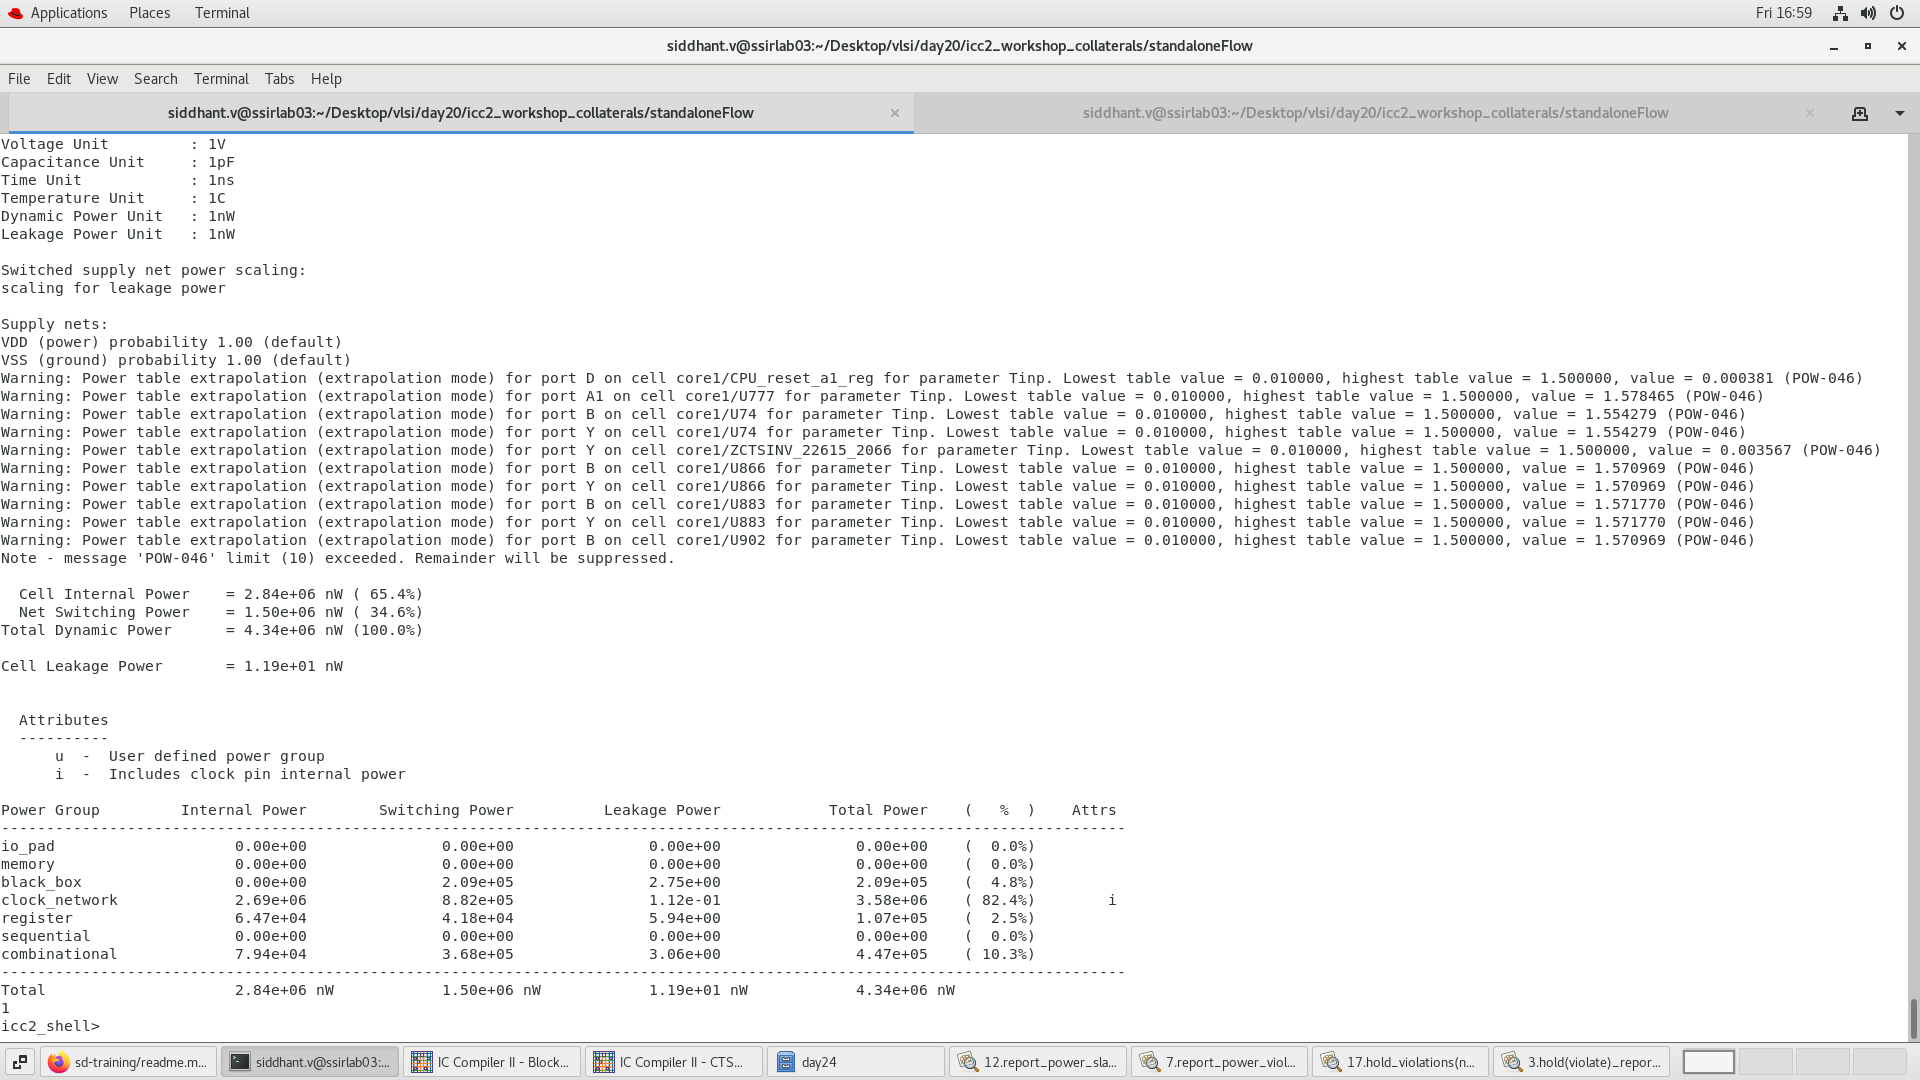 Applications Places Terminal Fri 16:59
siddhant.v@ssirlab03:~/Desktop/vlsi/day20/icc2_workshop_collaterals/standaloneFlow
File Edit View Search Terminal Tabs Help
siddhant.v@ssirlab03:~/Desktop/vlsi/day20/icc2_workshop_collaterals/standaloneFlow siddhant.v@ssirlab03:~/Desktop/vlsi/day20/icc2_workshop_collaterals/standaloneFlow
Voltage Unit : 1V
Capacitance Unit : 1pF
Time Unit : 1ns
Temperature Unit : 1C
Dynamic Power Unit : 1nW
Leakage Power Unit : 1nW
Switched supply net power scaling:
scaling for leakage power
Supply nets:
VDD (power) probability 1.00 (default)
VSS (ground) probability 1.00 (default)
Warning: Power table extrapolation (extrapolation mode) for port D on cell core1/CPU_reset_a1_reg for parameter Tinp. Lowest table value = 0.010000, highest table value = 1.500000, value = 0.000381 (POW-046)
Warning: Power table extrapolation (extrapolation mode) for port A1 on cell core1/U777 for parameter Tinp. Lowest table value = 0.010000, highest table value = 1.500000, value = 1.578465 (POW-046)
Warning: Power table extrapolation (extrapolation mode) for port B on cell core1/U74 for parameter Tinp. Lowest table value = 0.010000, highest table value = 1.500000, value = 1.554279 (POW-046)
Warning: Power table extrapolation (extrapolation mode) for port Y on cell core1/U74 for parameter Tinp. Lowest table value = 0.010000, highest table value = 1.500000, value = 1.554279 (POW-046)
Warning: Power table extrapolation (extrapolation mode) for port Y on cell core1/ZCTSINV_22615_2066 for parameter Tinp. Lowest table value = 0.010000, highest table value = 1.500000, value = 0.003567 (POW-046)
Warning: Power table extrapolation (extrapolation mode) for port B on cell core1/U866 for parameter Tinp. Lowest table value = 0.010000, highest table value = 1.500000, value = 1.570969 (POW-046)
Warning: Power table extrapolation (extrapolation mode) for port Y on cell core1/U866 for parameter Tinp. Lowest table value = 0.010000, highest table value = 1.500000, value = 1.570969 (POW-046)
Warning: Power table extrapolation (extrapolation mode) for port B on cell core1/U883 for parameter Tinp. Lowest table value = 0.010000, highest table value = 1.500000, value = 1.571770 (POW-046)
Warning: Power table extrapolation (extrapolation mode) for port Y on cell core1/U883 for parameter Tinp. Lowest table value = 0.010000, highest table value = 1.500000, value = 1.571770 (POW-046)
Warning: Power table extrapolation (extrapolation mode) for port B on cell core1/U902 for parameter Tinp. Lowest table value = 0.010000, highest table value = 1.500000, value = 1.570969 (POW-046)
Note - message 'POW-046' limit (10) exceeded. Remainder will be suppressed.
Cell Internal Power = 2.84e+06 nW ( 65.4%)
Net Switching Power = 1.50e+06 nW ( 34.6%)
Total Dynamic Power = 4.34e+06 nW (100.0%)
Cell Leakage Power = 1.19e+01 nW
Attributes
----------
u - User defined power group
i - Includes clock pin internal power
Power Group Internal Power Switching Power Leakage Power Total Power ( % ) Attrs
-----------------------------------------------------------------------------------------------------------------------------
io_pad 0.00e+00 0.00e+00 0.00e+00 0.00e+00 ( 0.0%)
memory 0.00e+00 0.00e+00 0.00e+00 0.00e+00 ( 0.0%)
black_box 0.00e+00 2.09e+05 2.75e+00 2.09e+05 ( 4.8%)
clock_network 2.69e+06 8.82e+05 1.12e-01 3.58e+06 ( 82.4%) i
register 6.47e+04 4.18e+04 5.94e+00 1.07e+05 ( 2.5%)
sequential 0.00e+00 0.00e+00 0.00e+00 0.00e+00 ( 0.0%)
combinational 7.94e+04 3.68e+05 3.06e+00 4.47e+05 ( 10.3%)
-----------------------------------------------------------------------------------------------------------------------------
Total 2.84e+06 nW 1.50e+06 nW 1.19e+01 nW 4.34e+06 nW
1
icc2_shell>
sd-training/readme.m... siddhant.v@ssirlab03:... IC Compiler II - Block... IC Compiler II - CTS... day24 12.report_power_sla... 7.report_power_viol... 17.hold_violations(n... 3.hold(violate)_repor...